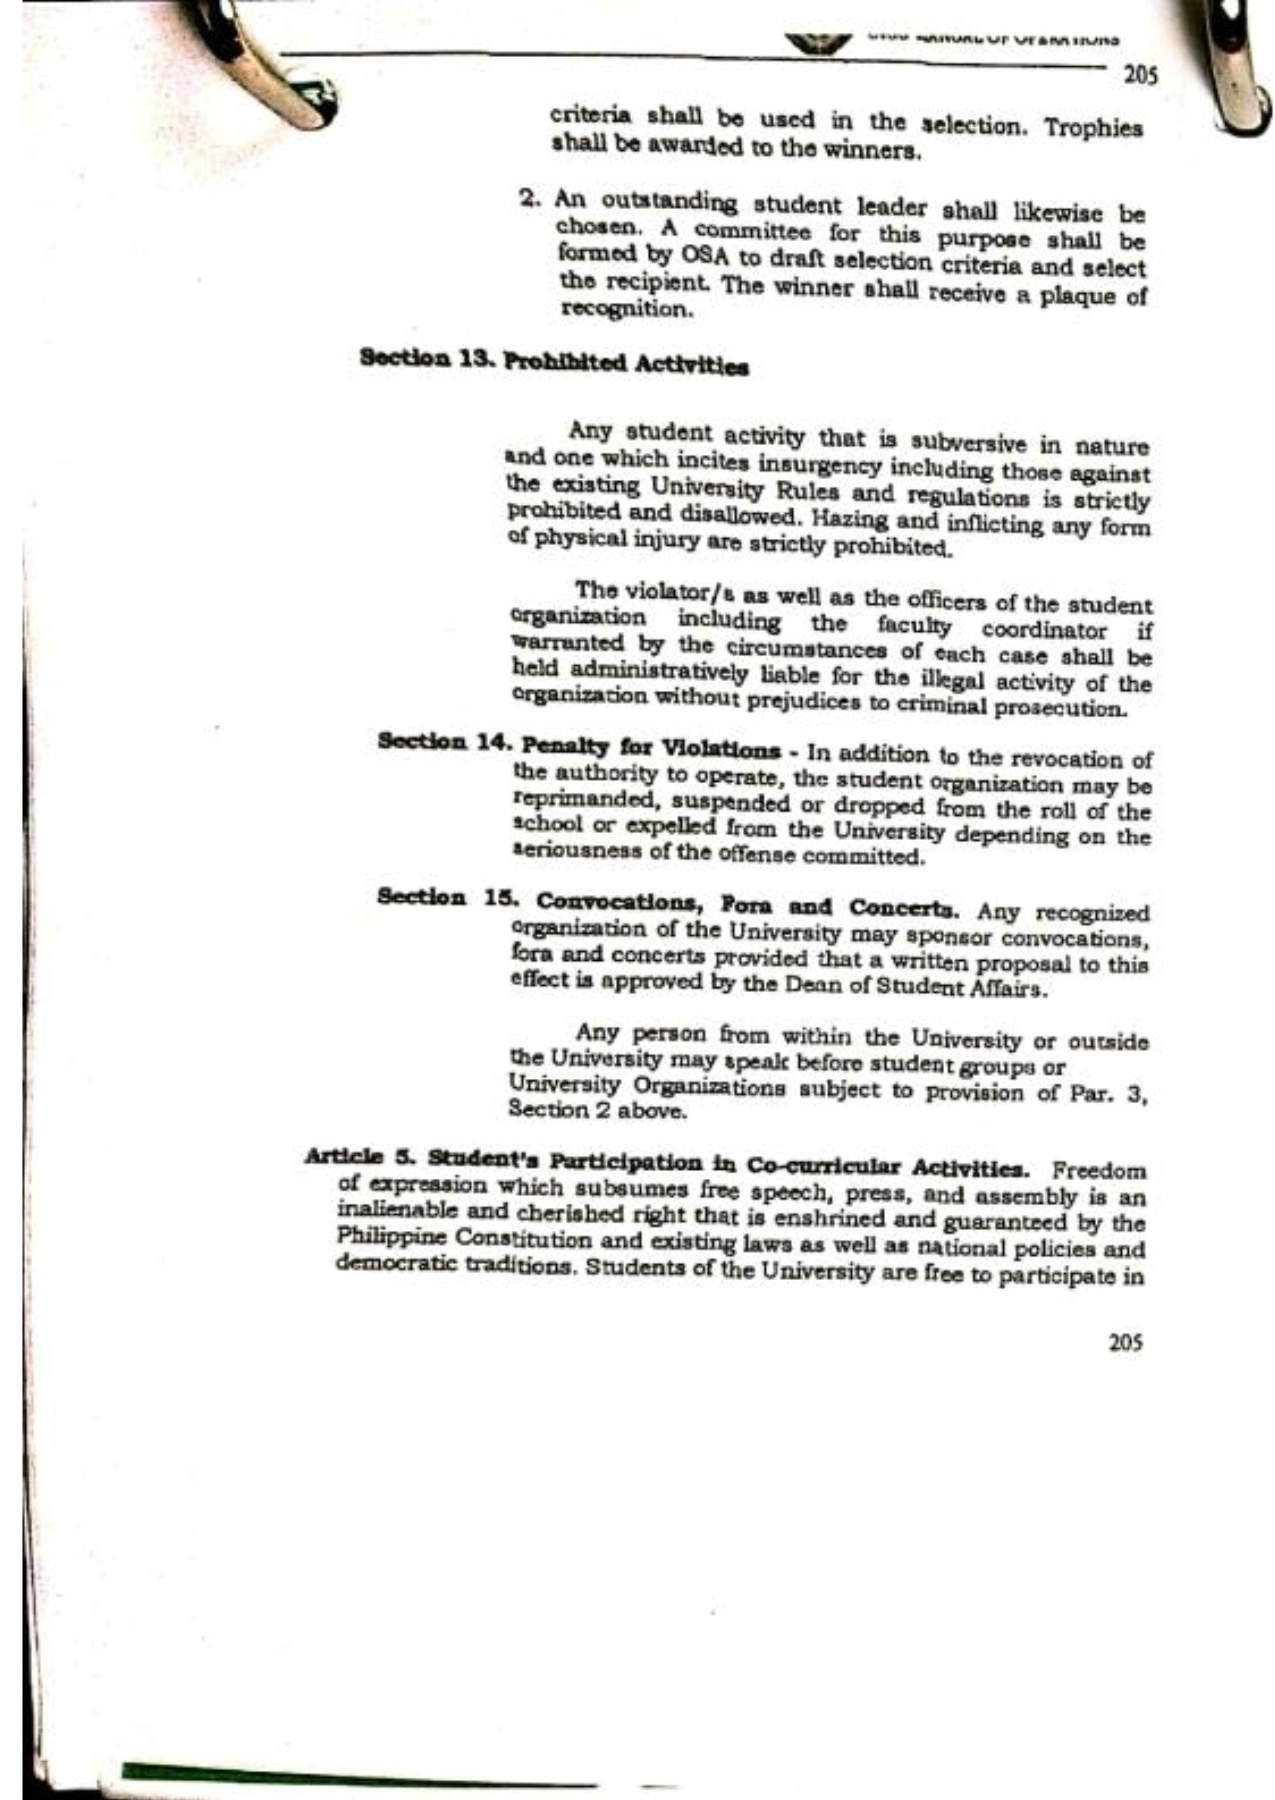 MANUAL OF OPERATIONS
205
criteria shall be used in the selection. Trophies
shall be awarded to the winners.
2. An outstanding student leader shall likewise be
chosen. A committee for this purpose shall be
formed by OSA to draft selection criteria and select
the recipient. The winner shall receive a plaque of
recognition.
Section 13. Prohibited Activities
Any student activity that is subversive in nature
and one which incites insurgency including those against
the existing University Rules and regulations is strictly
prohibited and disallowed. Hazing and inflicting any form
of physical injury are strictly prohibited.
The violator/s as well as the officers of the student
organization including the faculty coordinator if
warranted by the circumstances of each case shall be
held administratively liable for the illegal activity of the
organization without prejudices to criminal prosecution.
Section 14. Penalty for Violations - In addition to the revocation of
the authority to operate, the student organization may be
reprimanded, suspended or dropped from the roll of the
school or expelled from the University depending on the
seriousness of the offense committed.
Section 15. Convocations, Fora and Concerts. Any recognized
organization of the University may sponsor convocations,
fora and concerts provided that a written proposal to this
effect is approved by the Dean of Student Affairs.
Any person from within the University or outside
the University may speak before student groups or
University Organizations subject to provision of Par. 3,
Section 2 above.
Article 5. Student's Participation in Co-curricular Activities. Freedom
of expression which subsumes free speech, press, and assembly is an
inalienable and cherished right that is enshrined and guaranteed by the
Philippine Constitution and existing laws as well as national policies and
democratic traditions. Students of the University are free to participate in
205